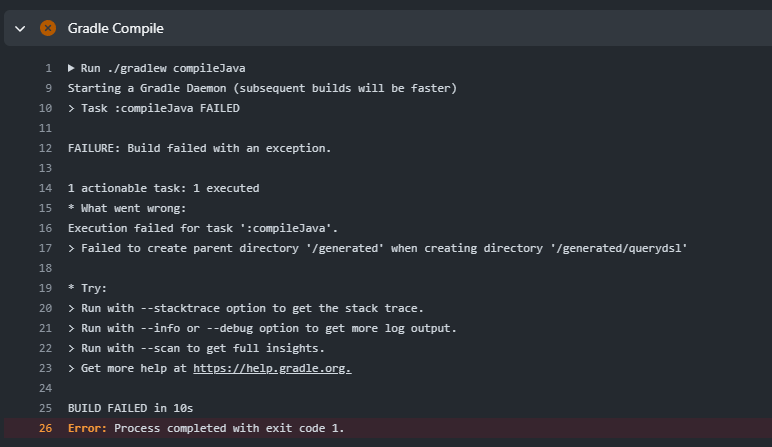 Gradle Compile
1 ▶ Run ./gradlew compileJava
9 Starting a Gradle Daemon (subsequent builds will be faster)
10 > Task :compileJava FAILED
11
12 FAILURE: Build failed with an exception.
13
14 1 actionable task: 1 executed
15 * What went wrong:
16 Execution failed for task ':compileJava'.
17 > Failed to create parent directory '/generated' when creating directory '/generated/querydsl'
18
19 * Try:
20 > Run with --stacktrace option to get the stack trace.
21 > Run with --info or --debug option to get more log output.
22 > Run with --scan to get full insights.
23 > Get more help at https://help.gradle.org.
24
25 BUILD FAILED in 10s
26 Error: Process completed with exit code 1.